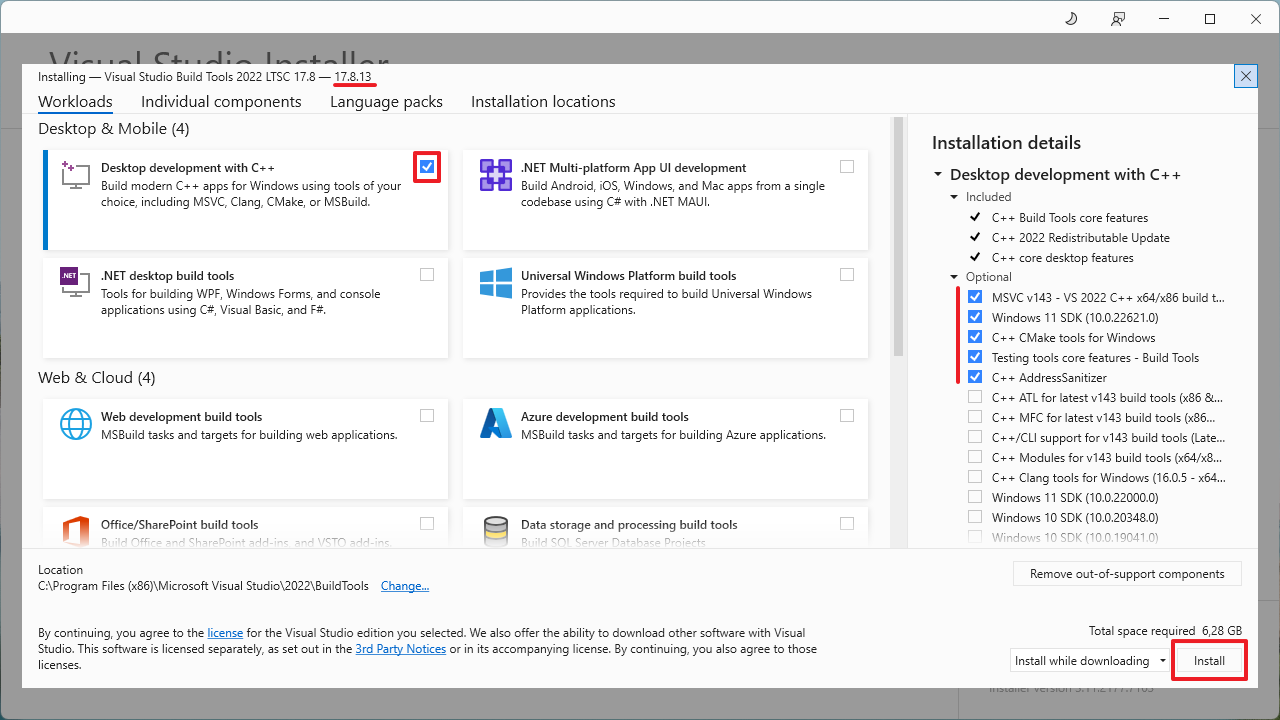 Visual Studio Installer
Installing — Visual Studio Build Tools 2022 LTSC 17.8 — 17.8.13
Workloads
Individual components
Language packs
Installation locations
Desktop & Mobile (4)
Desktop development with C++
Build modern C++ apps for Windows using tools of your
choice, including MSVC, Clang, CMake, or MSBuild.
.NET Multi-platform App UI development
Build Android, iOS, Windows, and Mac apps from a single
codebase using C# with .NET MAUI.
.NET
.NET desktop build tools
Tools for building WPF, Windows Forms, and console
applications using C#, Visual Basic, and F#.
Universal Windows Platform build tools
Provides the tools required to build Universal Windows
Platform applications.
Web & Cloud (4)
Web development build tools
MSBuild tasks and targets for building web applications.
Azure development build tools
MSBuild tasks and targets for building Azure applications.
Office/SharePoint build tools
Build Office and SharePoint add-ins, and VSTO add-ins.
Data storage and processing build tools
Build SQL Server Database Projects
Installation details
Desktop development with C++
Included
C++ Build Tools core features
C++ 2022 Redistributable Update
C++ core desktop features
Optional
MSVC v143 - VS 2022 C++ x64/x86 build t...
Windows 11 SDK (10.0.22621.0)
C++ CMake tools for Windows
Testing tools core features - Build Tools
C++ AddressSanitizer
C++ ATL for latest v143 build tools (x86 &...
C++ MFC for latest v143 build tools (x86...
C++/CLI support for v143 build tools (Late...
C++ Modules for v143 build tools (x64/x8...
C++ Clang tools for Windows (16.0.5 - x64...
Windows 11 SDK (10.0.22000.0)
Windows 10 SDK (10.0.20348.0)
Windows 10 SDK (10.0.19041.0)
Location
C:\Program Files (x86)\Microsoft Visual Studio\2022\BuildTools Change...
Remove out-of-support components
By continuing, you agree to the license for the Visual Studio edition you selected. We also offer the ability to download other software with Visual
Studio. This software is licensed separately, as set out in the 3rd Party Notices or in its accompanying license. By continuing, you also agree to those
licenses.
Total space required 6,28 GB
Install while downloading
Install